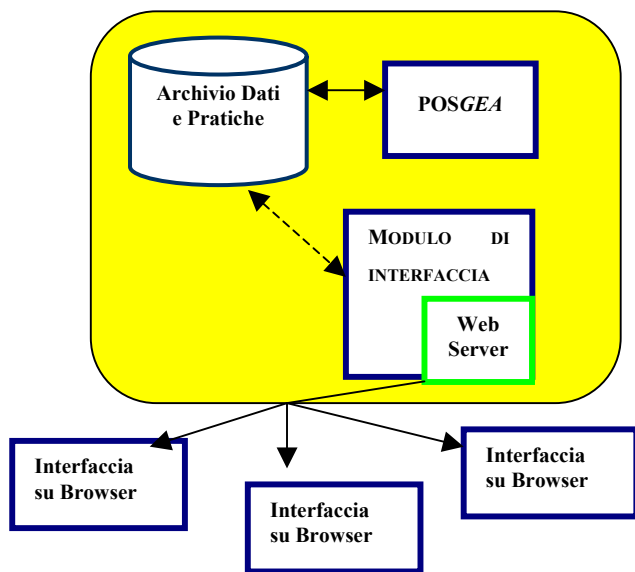 Archivio Dati
e Pratiche
POSGEA
MODULO DI
INTERFACCIA
Web
Server
Interfaccia
su Browser
Interfaccia
su Browser
Interfaccia
su Browser